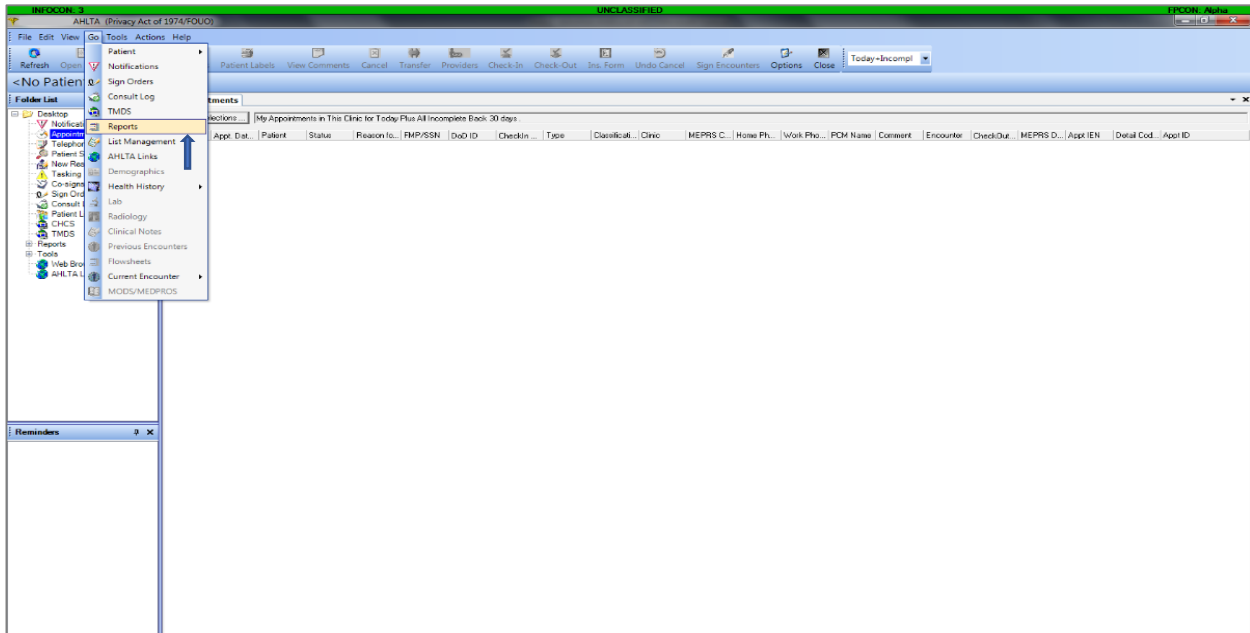 INFOCON: 3 UNCLASSIFIED FPCON: Alpha
AHLTA (Privacy Act of 1974/FOUO)
File Edit View Go Tools Actions Help
Refresh Open Patient Labels View Comments Cancel Transfer Providers Check-In Check-Out Ins. Form Undo Cancel Sign Encounters Options Close Today+Incompl
<No Patien
Folder List
Desktop
Notificati
Appointm
Telephor
Patient S
New Res
Tasking
Co-signs
Sign Ord
Consult
Patient L
CHCS
TMDS
Reports
Tools
Web Bro
AHLTA L
Patient
Notifications
Sign Orders
Consult Log
TMDS
Reports
List Management
AHLTA Links
Demographics
Health History
Lab
Radiology
Clinical Notes
Previous Encounters
Flowsheets
Current Encounter
MODS/MEDPROS
tments
lections ... My Appointments in This Clinic for Today Plus All Incomplete Back 30 days .
Appt. Dat... Patient Status Reason fo... FMP/SSN DoD ID CheckIn ... Type Classificati... Clinic MEPRS C... Home Ph... Work Pho... PCM Name Comment Encounter CheckOut... MEPRS D... Appt IEN Detail Cod... Appt ID
Reminders